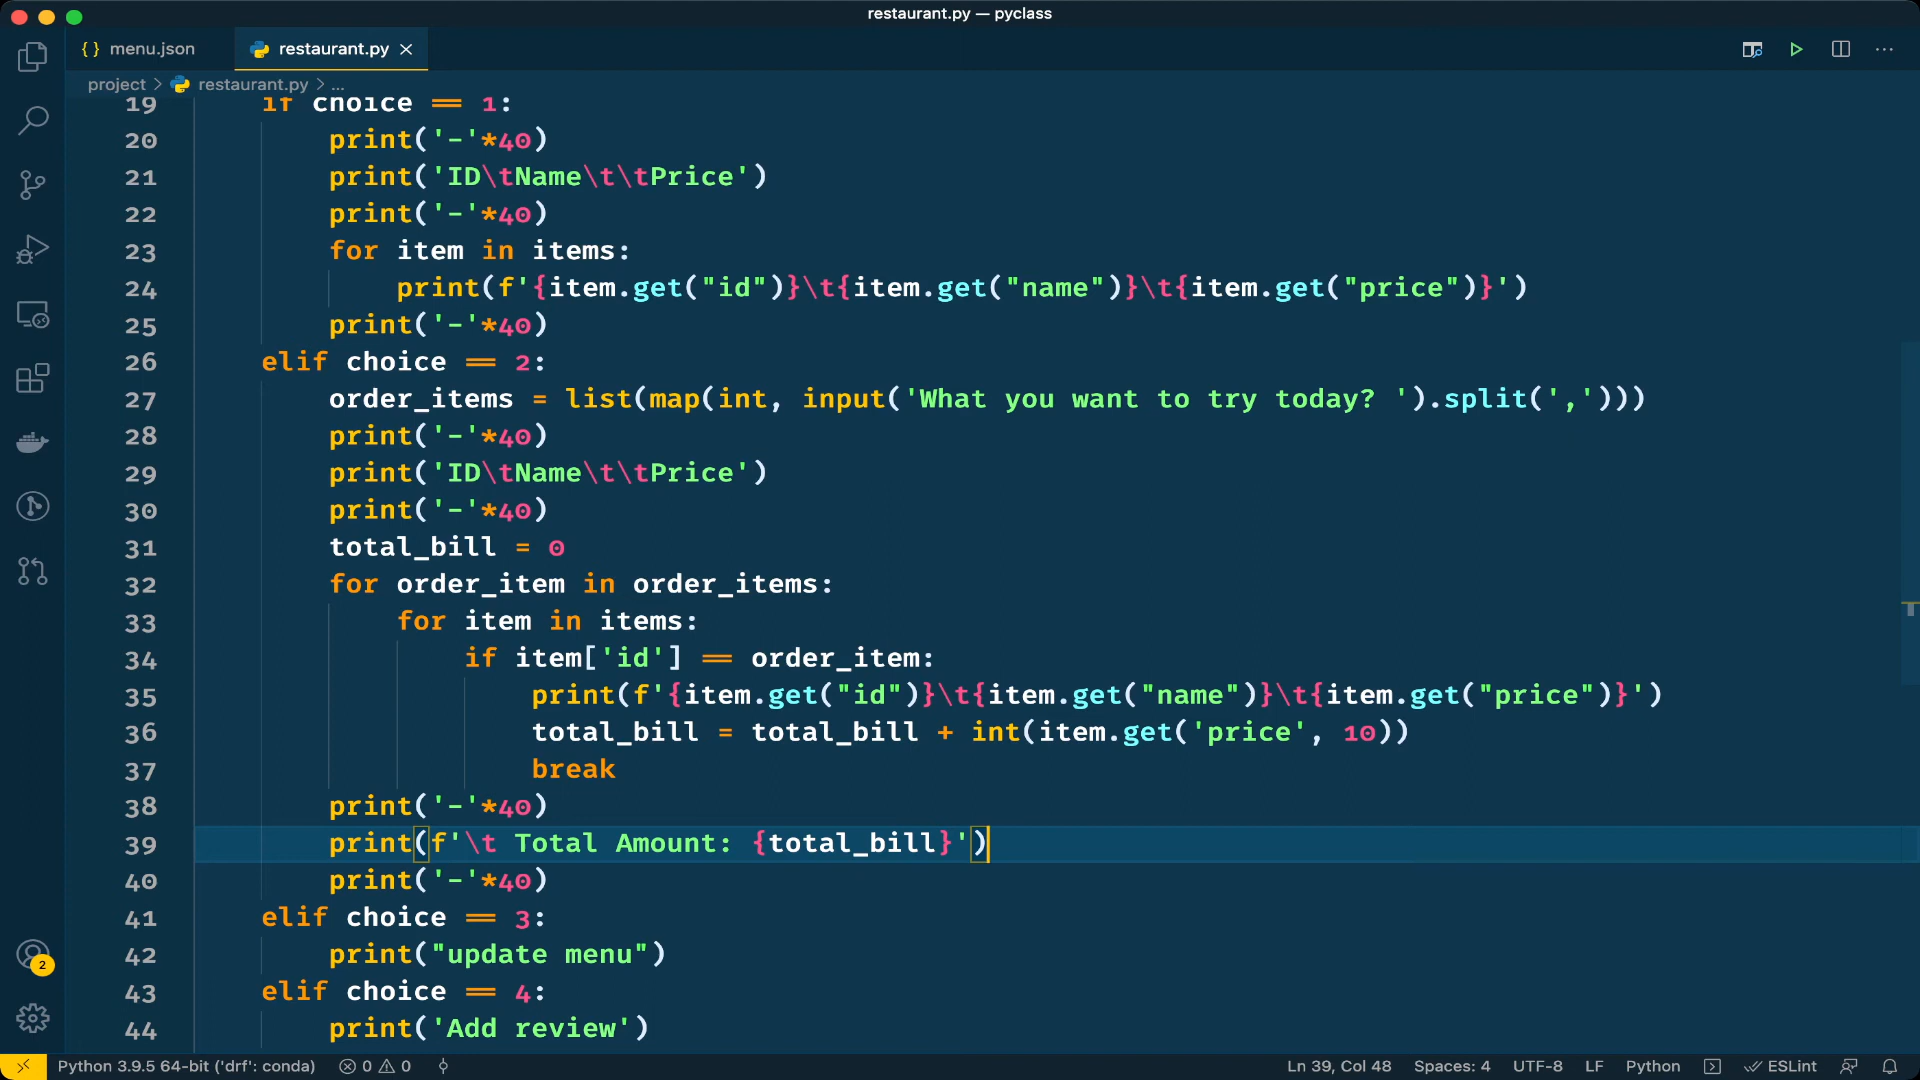 restaurant.py — pyclass
{ } menu.json restaurant.py ×
project > restaurant.py > ...
19 if choice == 1:
20 print('-'*40)
21 print('ID\tName\t\tPrice')
22 print('-'*40)
23 for item in items:
24 print(f'{item.get("id")}\t{item.get("name")}\t{item.get("price")}')
25 print('-'*40)
26 elif choice == 2:
27 order_items = list(map(int, input('What you want to try today? ').split(',')))
28 print('-'*40)
29 print('ID\tName\t\tPrice')
30 print('-'*40)
31 total_bill = 0
32 for order_item in order_items:
33 for item in items:
34 if item['id'] == order_item:
35 print(f'{item.get("id")}\t{item.get("name")}\t{item.get("price")}')
36 total_bill = total_bill + int(item.get('price', 10))
37 break
38 print('-'*40)
39 print(f'\t Total Amount: {total_bill}')
40 print('-'*40)
41 elif choice == 3:
42 print("update menu")
43 elif choice == 4:
44 print('Add review')
2
Python 3.9.5 64-bit ('drf': conda) 0 0 Ln 39, Col 48 Spaces: 4 UTF-8 LF Python ESLint